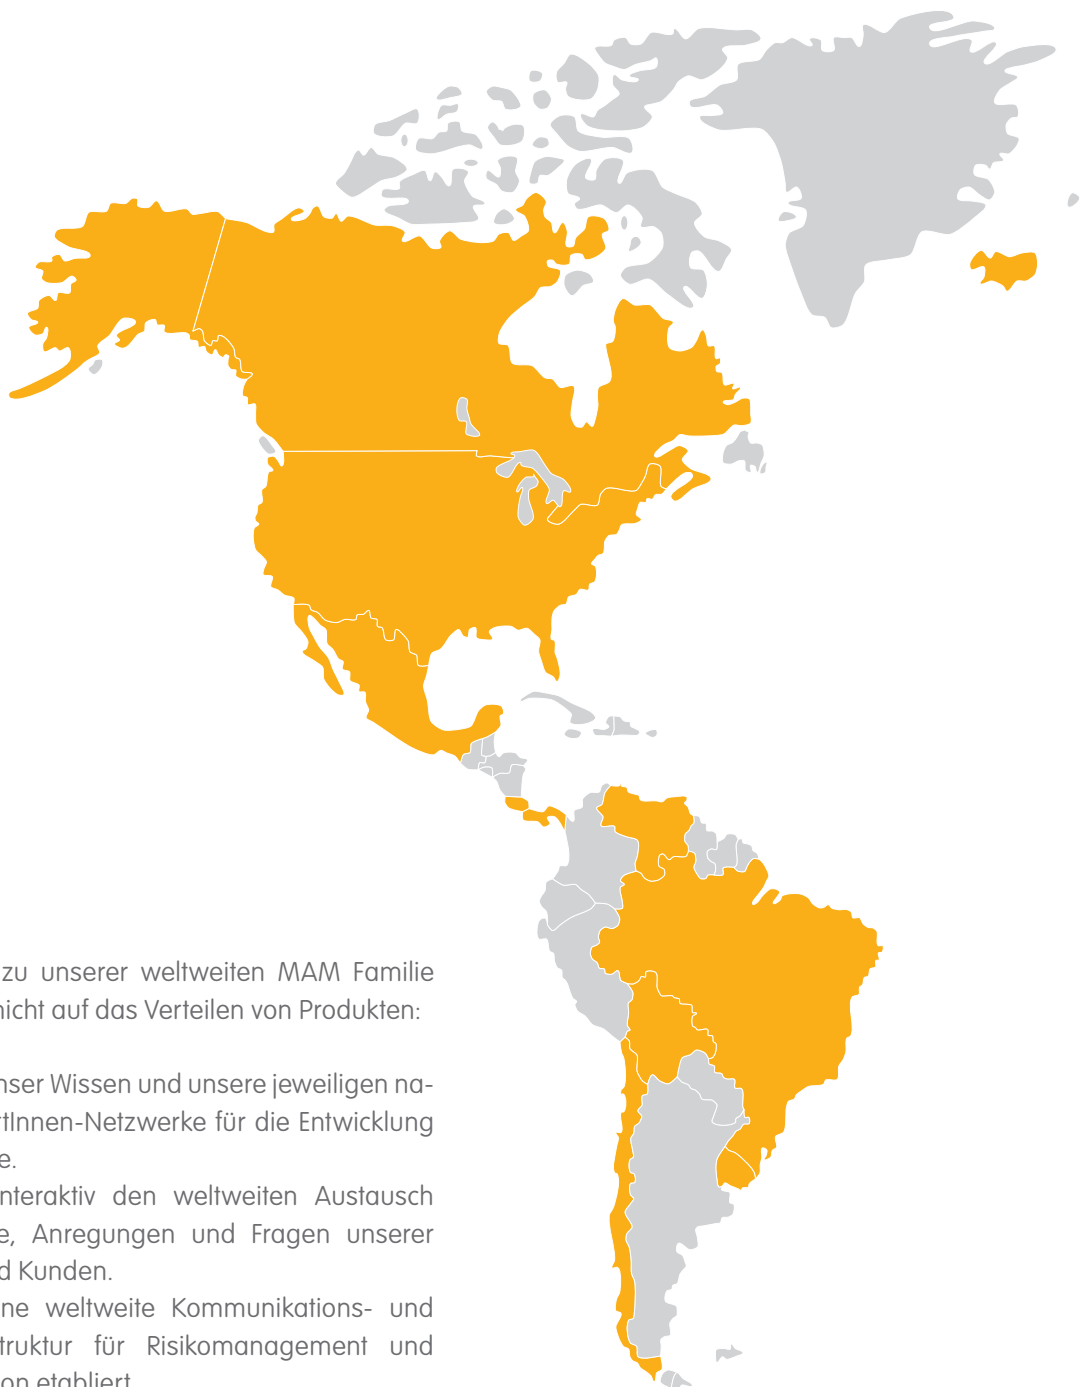 zu unserer weltweiten MAM Familie
nicht auf das Verteilen von Produkten:
nser Wissen und unsere jeweiligen na-
rtInnen-Netzwerke für die Entwicklung
e.
nteraktiv den weltweiten Austausch
e, Anregungen und Fragen unserer
d Kunden.
ne weltweite Kommunikations- und
truktur für Risikomanagement und
on etabliert